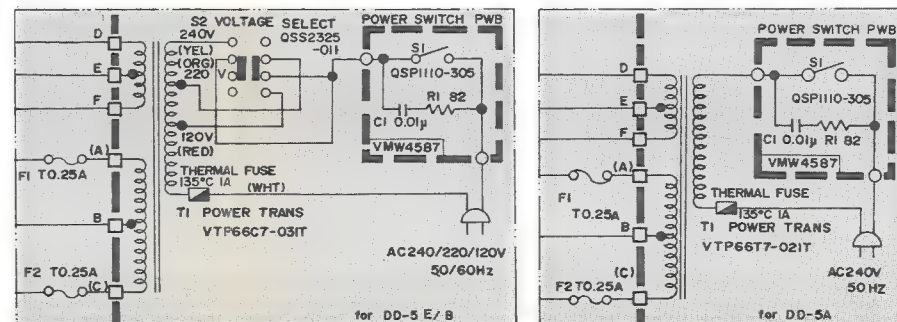 S2 VOLTAGE SELECT
240V QSS2325
-011
(YEL)
(ORG)
220 V
120V
(RED)
POWER SWITCH PWB
S1
QSP1110-305
R1 82
C1 0.01μ
VMW4587
D
E
F
(A)
F1 T0.25A
B
F2 T0.25A
(C)
THERMAL FUSE
135°C 1A (WHT)
T1 POWER TRANS
VTP66C7-031T
AC240/220/120V
50/60Hz
for DD-5 E/B
POWER SWITCH PWB
S1
QSP1110-305
C1 0.01μ R1 82
VMW4587
D
E
F
(A)
F1
T0.25A
B
(C)
F2 T0.25A
THERMAL FUSE
135°C 1A
T1 POWER TRANS
VTP66T7-021T
AC240V
50HZ
for DD-5A